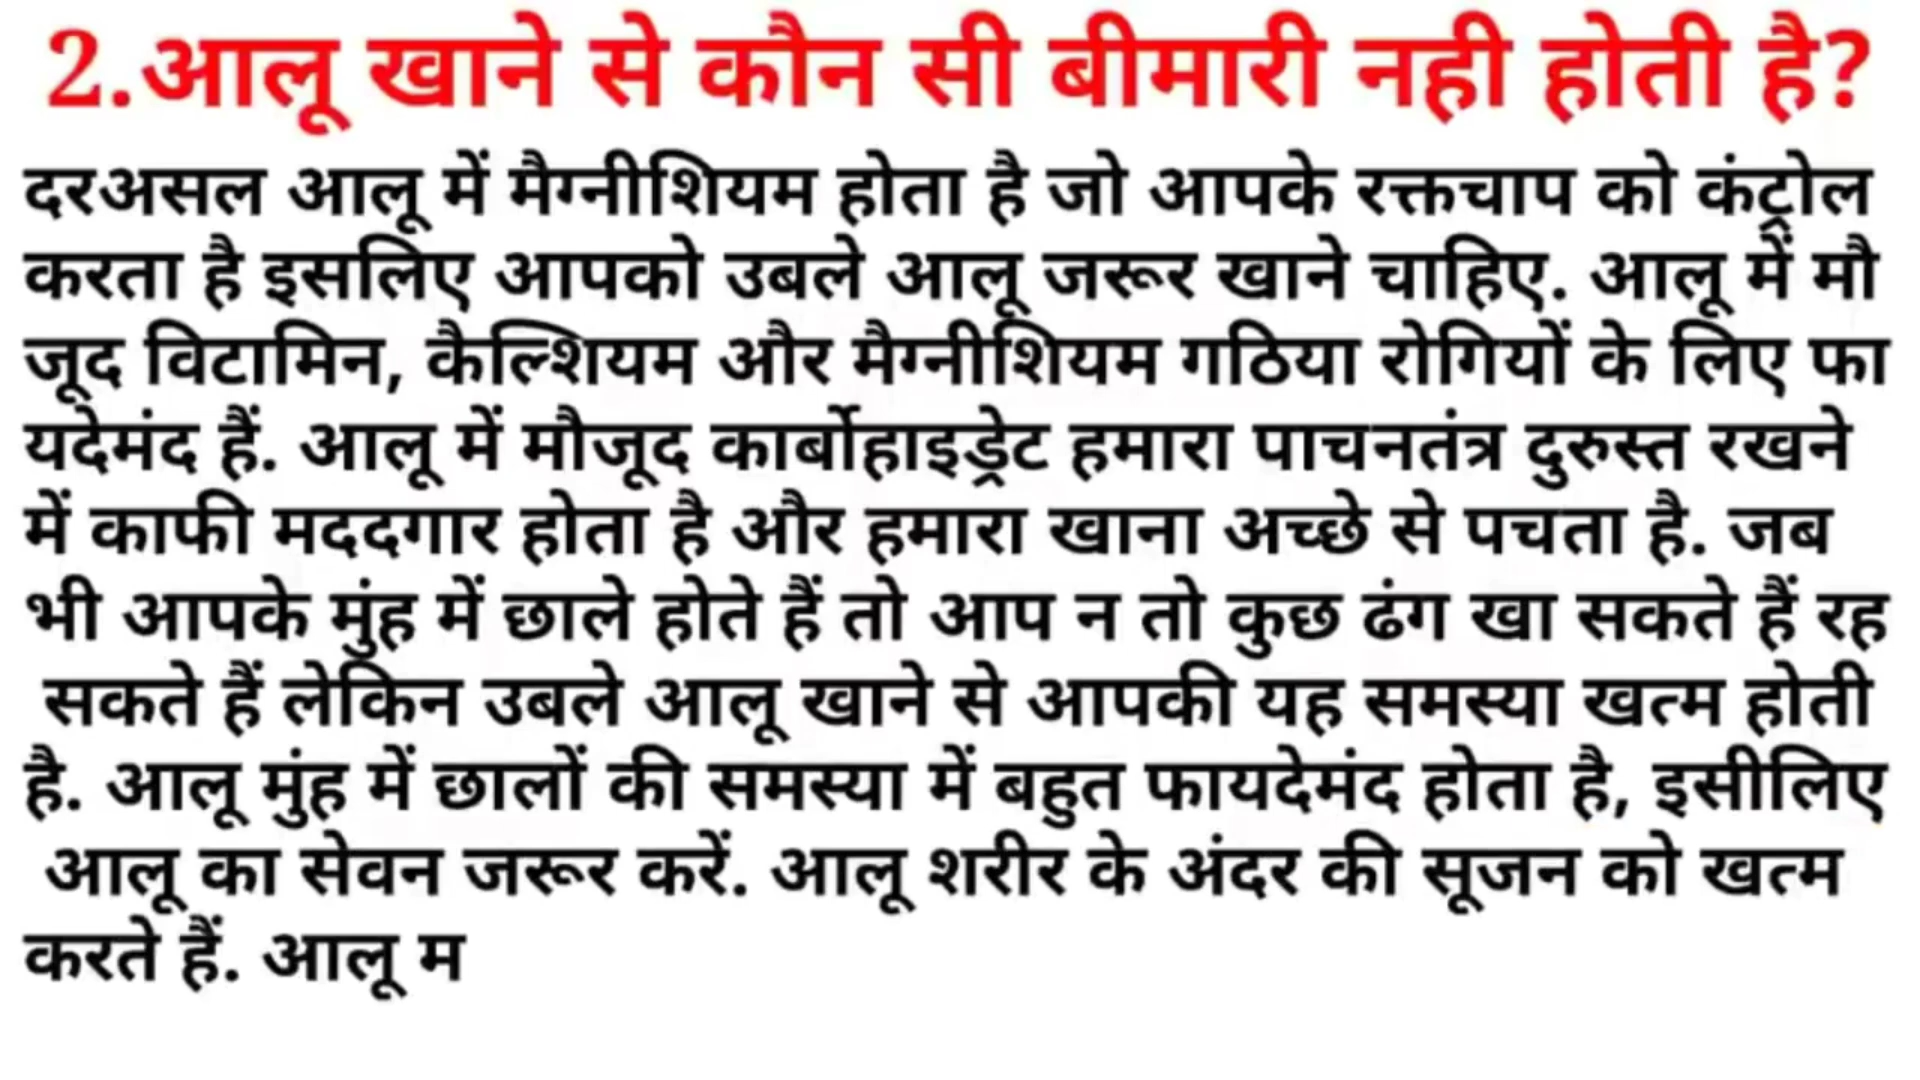 2.आलू खाने से कौन सी बीमारी नही होती है?
दरअसल आलू में मैग्नीशियम होता है जो आपके रक्तचाप को कंट्रोल
करता है इसलिए आपको उबले आलू जरूर खाने चाहिए. आलू में मौ
जूद विटामिन, कैल्शियम और मैग्नीशियम गठिया रोगियों के लिए फा
यदेमंद हैं. आलू में मौजूद कार्बोहाइड्रेट हमारा पाचनतंत्र दुरुस्त रखने
में काफी मददगार होता है और हमारा खाना अच्छे से पचता है. जब
भी आपके मुंह में छाले होते हैं तो आप न तो कुछ ढंग खा सकते हैं रह
सकते हैं लेकिन उबले आलू खाने से आपकी यह समस्या खत्म होती
है. आलू मुंह में छालों की समस्या में बहुत फायदेमंद होता है, इसीलिए
आलू का सेवन जरूर करें. आलू शरीर के अंदर की सूजन को खत्म
करते हैं. आलू म